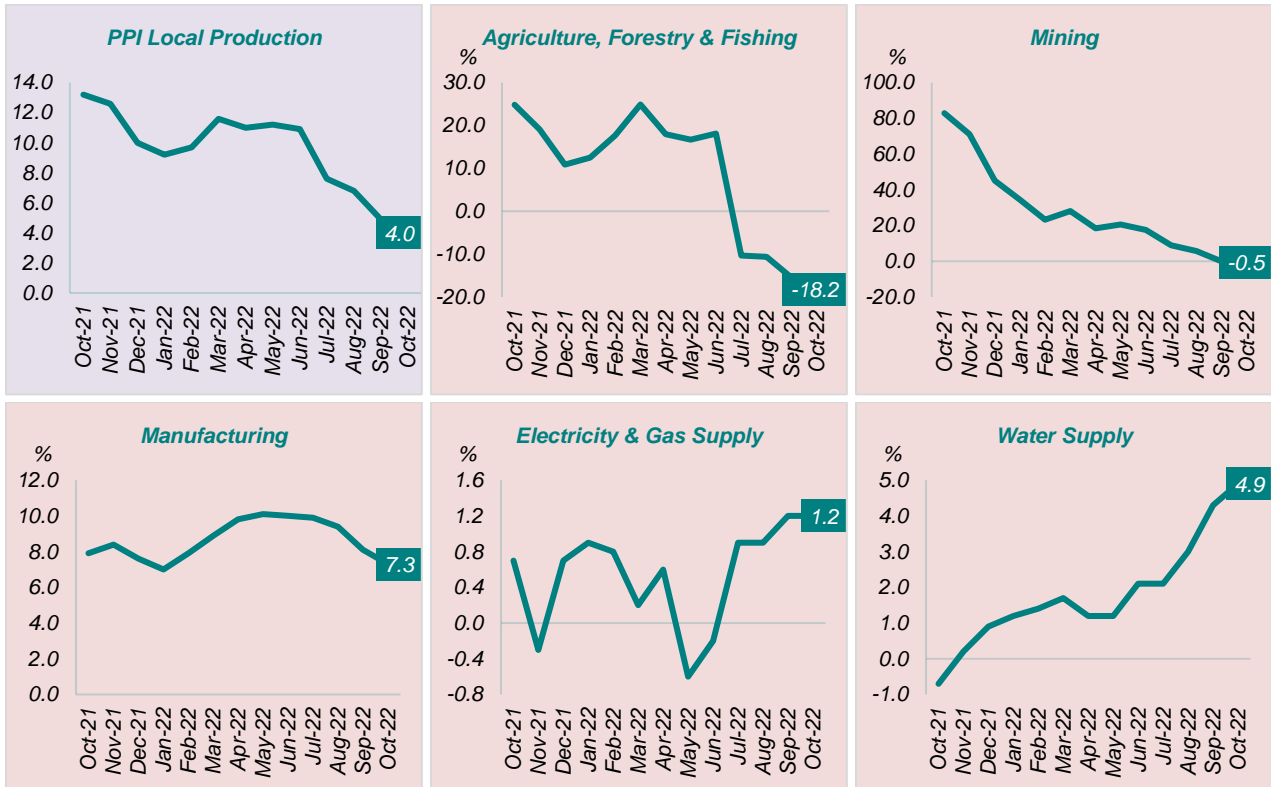 PPI Local Production
14.0
12.0
10.0
8.0
6.0
4.0
2.0
0.0
4.0
Oct-21
Nov-21
Dec-21
Jan-22
Feb-22
Mar-22
Apr-22
May-22
Jun-22
Jul-22
Aug-22
Sep-22
Oct-22
Agriculture, Forestry & Fishing
%
30.0
20.0
10.0
0.0
-10.0
-20.0
-18.2
Oct-21
Nov-21
Dec-21
Jan-22
Feb-22
Mar-22
Apr-22
May-22
Jun-22
Jul-22
Aug-22
Sep-22
Oct-22
Mining
%
100.0
80.0
60.0
40.0
20.0
0.0
-20.0
-0.5
Oct-21
Nov-21
Dec-21
Jan-22
Feb-22
Mar-22
Apr-22
May-22
Jun-22
Jul-22
Aug-22
Sep-22
Oct-22
Manufacturing
%
12.0
10.0
8.0
6.0
4.0
2.0
0.0
7.3
Oct-21
Nov-21
Dec-21
Jan-22
Feb-22
Mar-22
Apr-22
May-22
Jun-22
Jul-22
Aug-22
Sep-22
Oct-22
Electricity & Gas Supply
%
1.6
1.2
0.8
0.4
0.0
-0.4
-0.8
1.2
Oct-21
Nov-21
Dec-21
Jan-22
Feb-22
Mar-22
Apr-22
May-22
Jun-22
Jul-22
Aug-22
Sep-22
Oct-22
Water Supply
%
5.0
4.0
3.0
2.0
1.0
0.0
-1.0
4.9
Oct-21
Nov-21
Dec-21
Jan-22
Feb-22
Mar-22
Apr-22
May-22
Jun-22
Jul-22
Aug-22
Sep-22
Oct-22